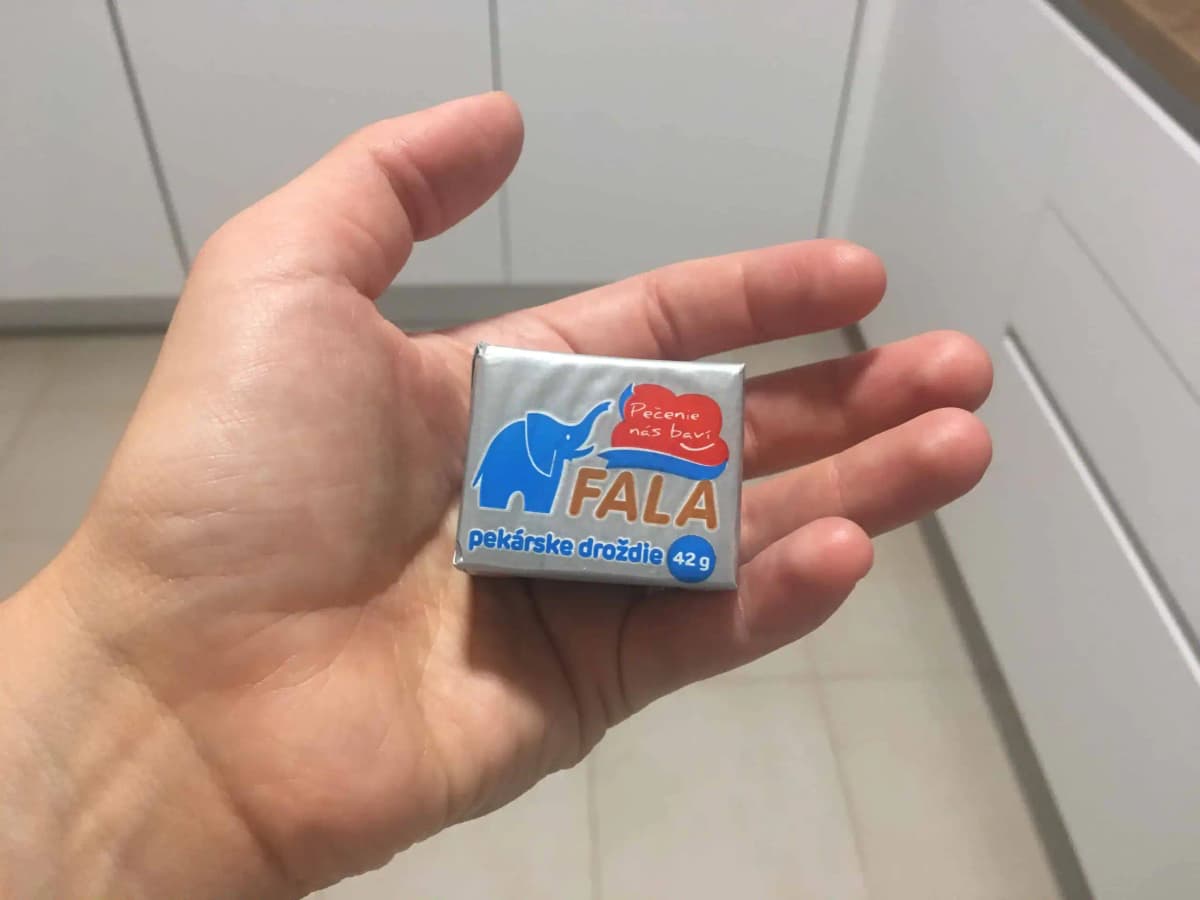 Pečenie
nás baví
FALA
pekárske droždie 42 g